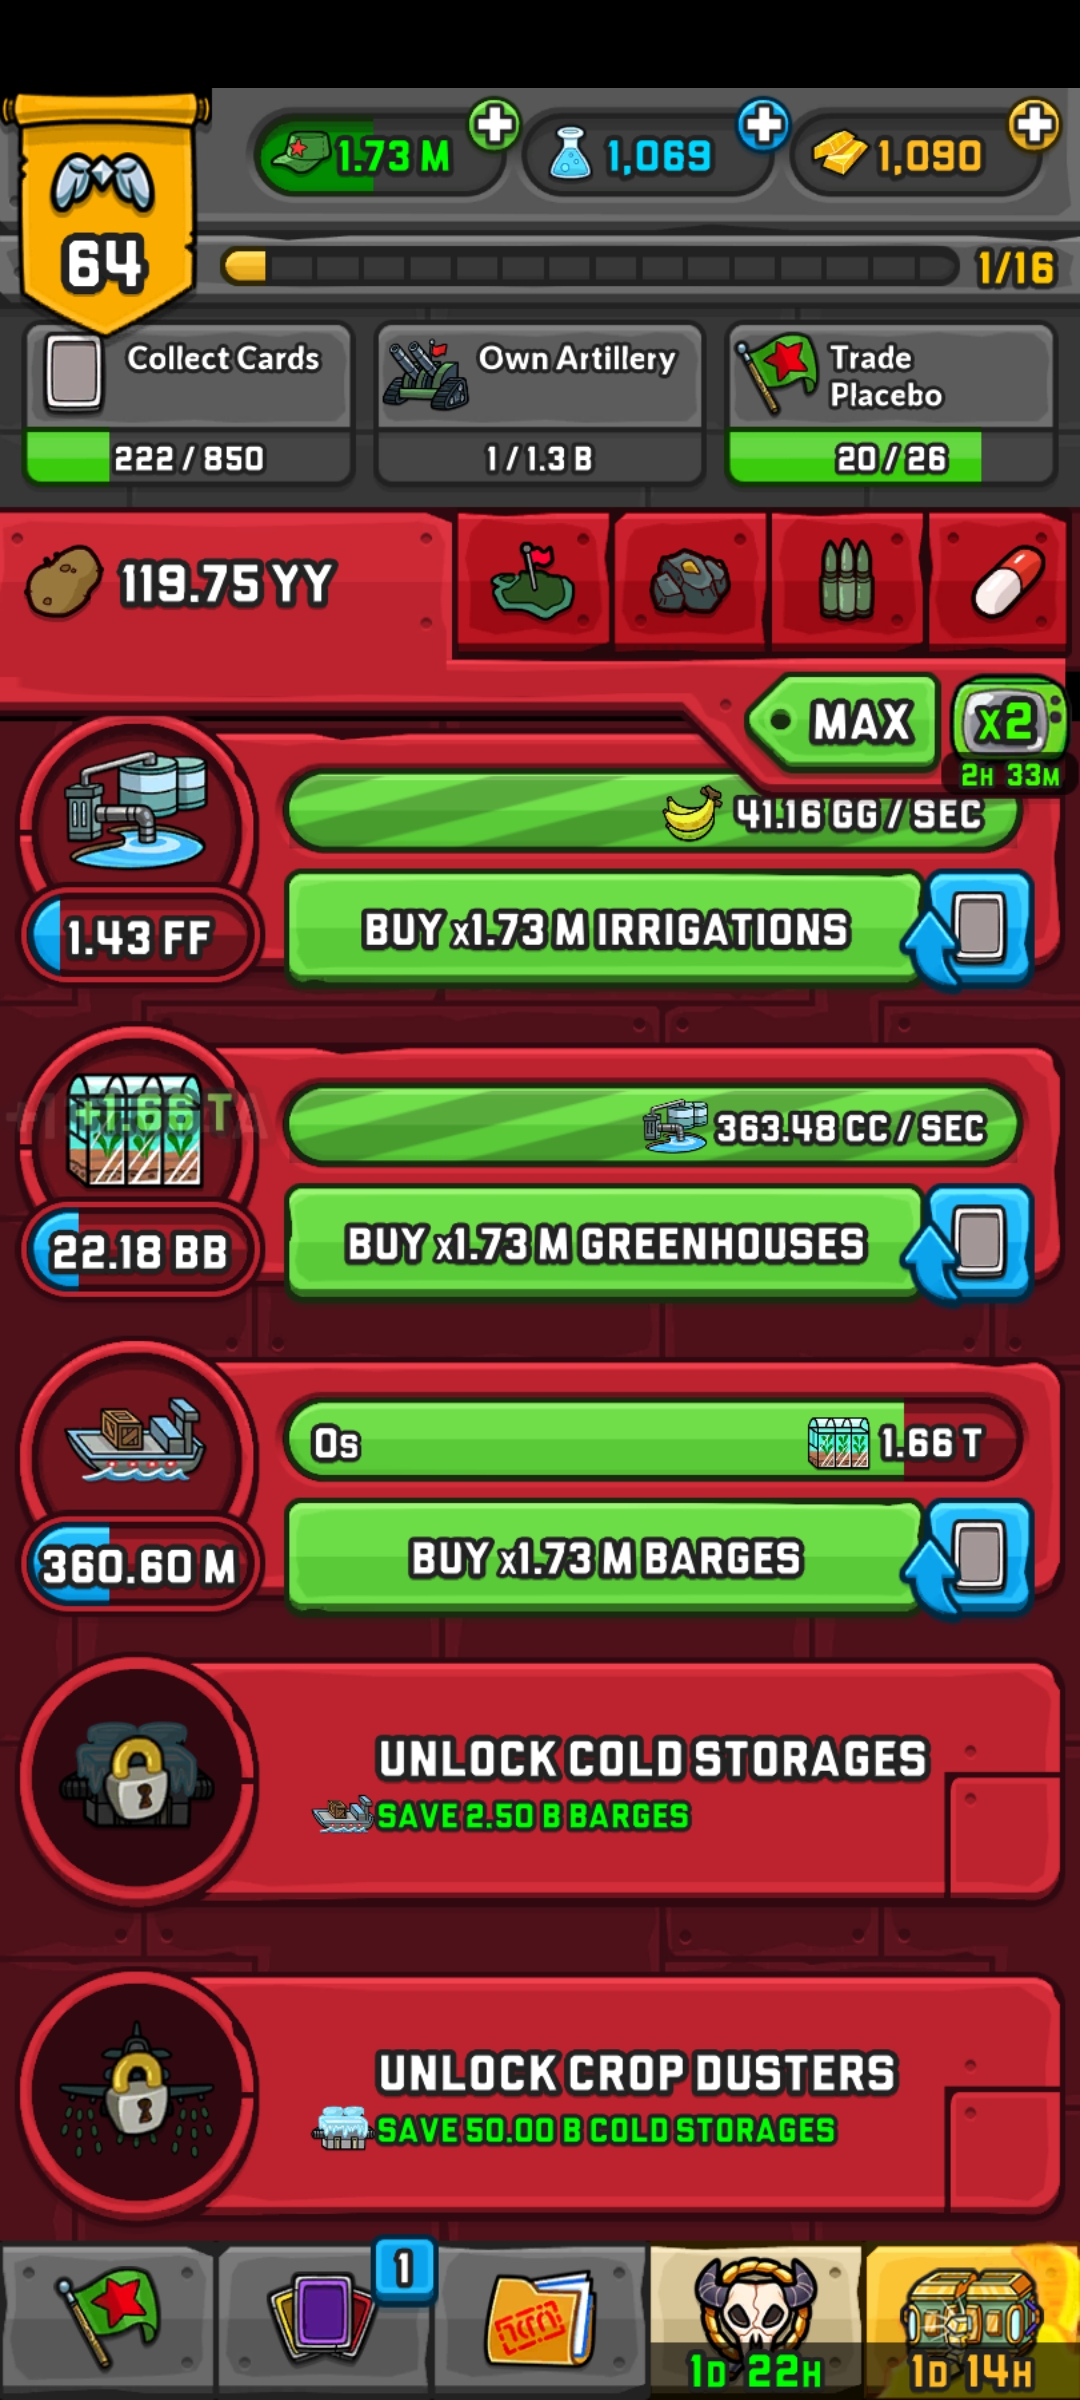 1.73 M
1,069
1,090
64
1/16
Collect Cards
Own Artillery
Trade
Placebo
222 / 850
1 / 1.3 B
20 / 26
119.75 YY
MAX
x2
2H 33M
41.16 GG / SEC
1.43 FF
BUY x1.73 M IRRIGATIONS
+1.66 T
363.48 CC / SEC
22.18 BB
BUY x1.73 M GREENHOUSES
0s
1.66 T
360.60 M
BUY x1.73 M BARGES
UNLOCK COLD STORAGES
SAVE 2.50 B BARGES
UNLOCK CROP DUSTERS
SAVE 50.00 B COLD STORAGES
1
1D 22H
1D 14H